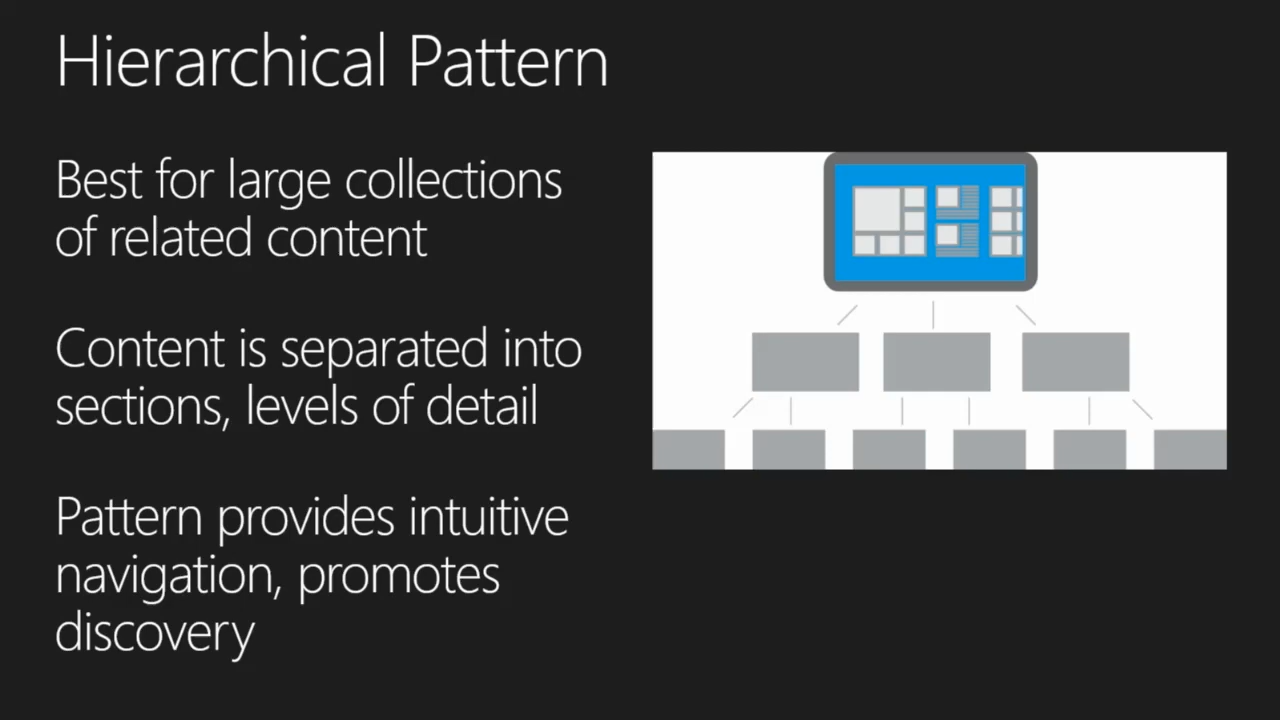 Hierarchical Pattern
Best for large collections
of related content
Content is separated into
sections, levels of detail
Pattern provides intuitive
navigation, promotes
discovery